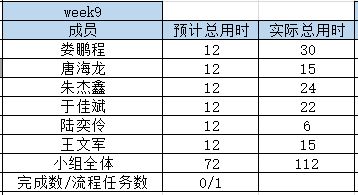 week9
成员 预计总用时 实际总用时
娄鹏程 12 30
唐海龙 12 15
朱杰鑫 12 24
于佳斌 12 22
陆奕伶 12 6
王文军 12 15
小组全体 72 112
完成数/流程任务数 0/1